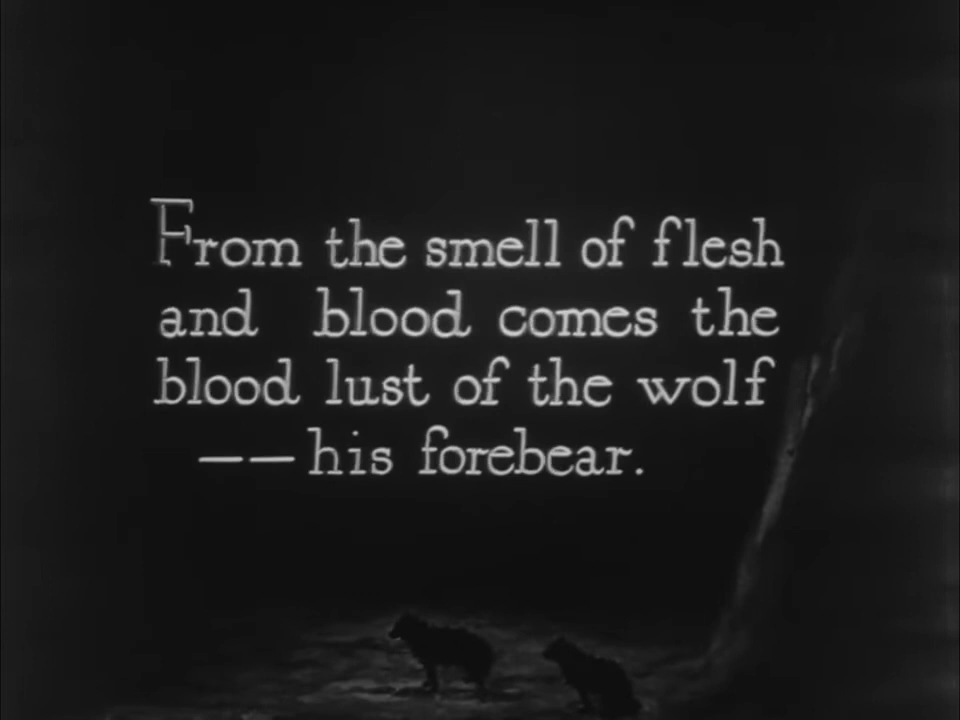 From the smell of flesh
and blood comes the
blood lust of the wolf
—— his forebear.